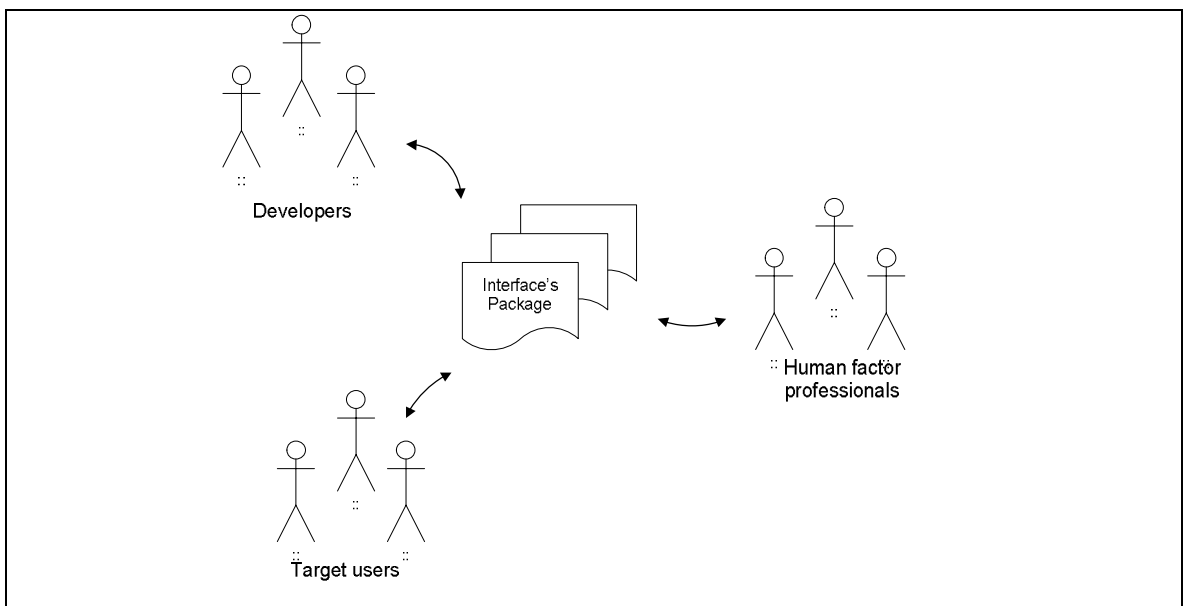 ::
::
::
Developers
Interface's
Package
::
::
::
Human factor
professionals
::
::
::
Target users